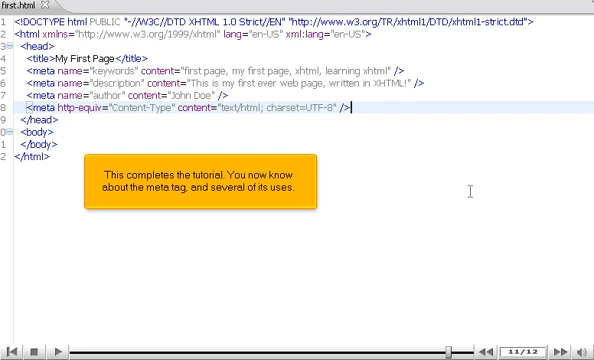 first.html
1 <!DOCTYPE html PUBLIC "-//W3C//DTD XHTML 1.0 Strict//EN" "http://www.w3.org/TR/xhtml1/DTD/xhtml1-strict.dtd">
2 <html xmlns="http://www.w3.org/1999/xhtml" lang="en-US" xml:lang="en-US">
3 <head>
4 <title>My First Page</title>
5 <meta name="keywords" content="first page, my first page, xhtml, learning xhtml" />
6 <meta name="description" content="This is my first ever web page, written in XHTML!" />
7 <meta name="author" content="John Doe" />
8 <meta http-equiv="Content-Type" content="text/html; charset=UTF-8" />
9 </head>
0 <body>
1 </body>
2 </html>
This completes the tutorial. You now know
about the meta tag, and several of its uses.
11/12